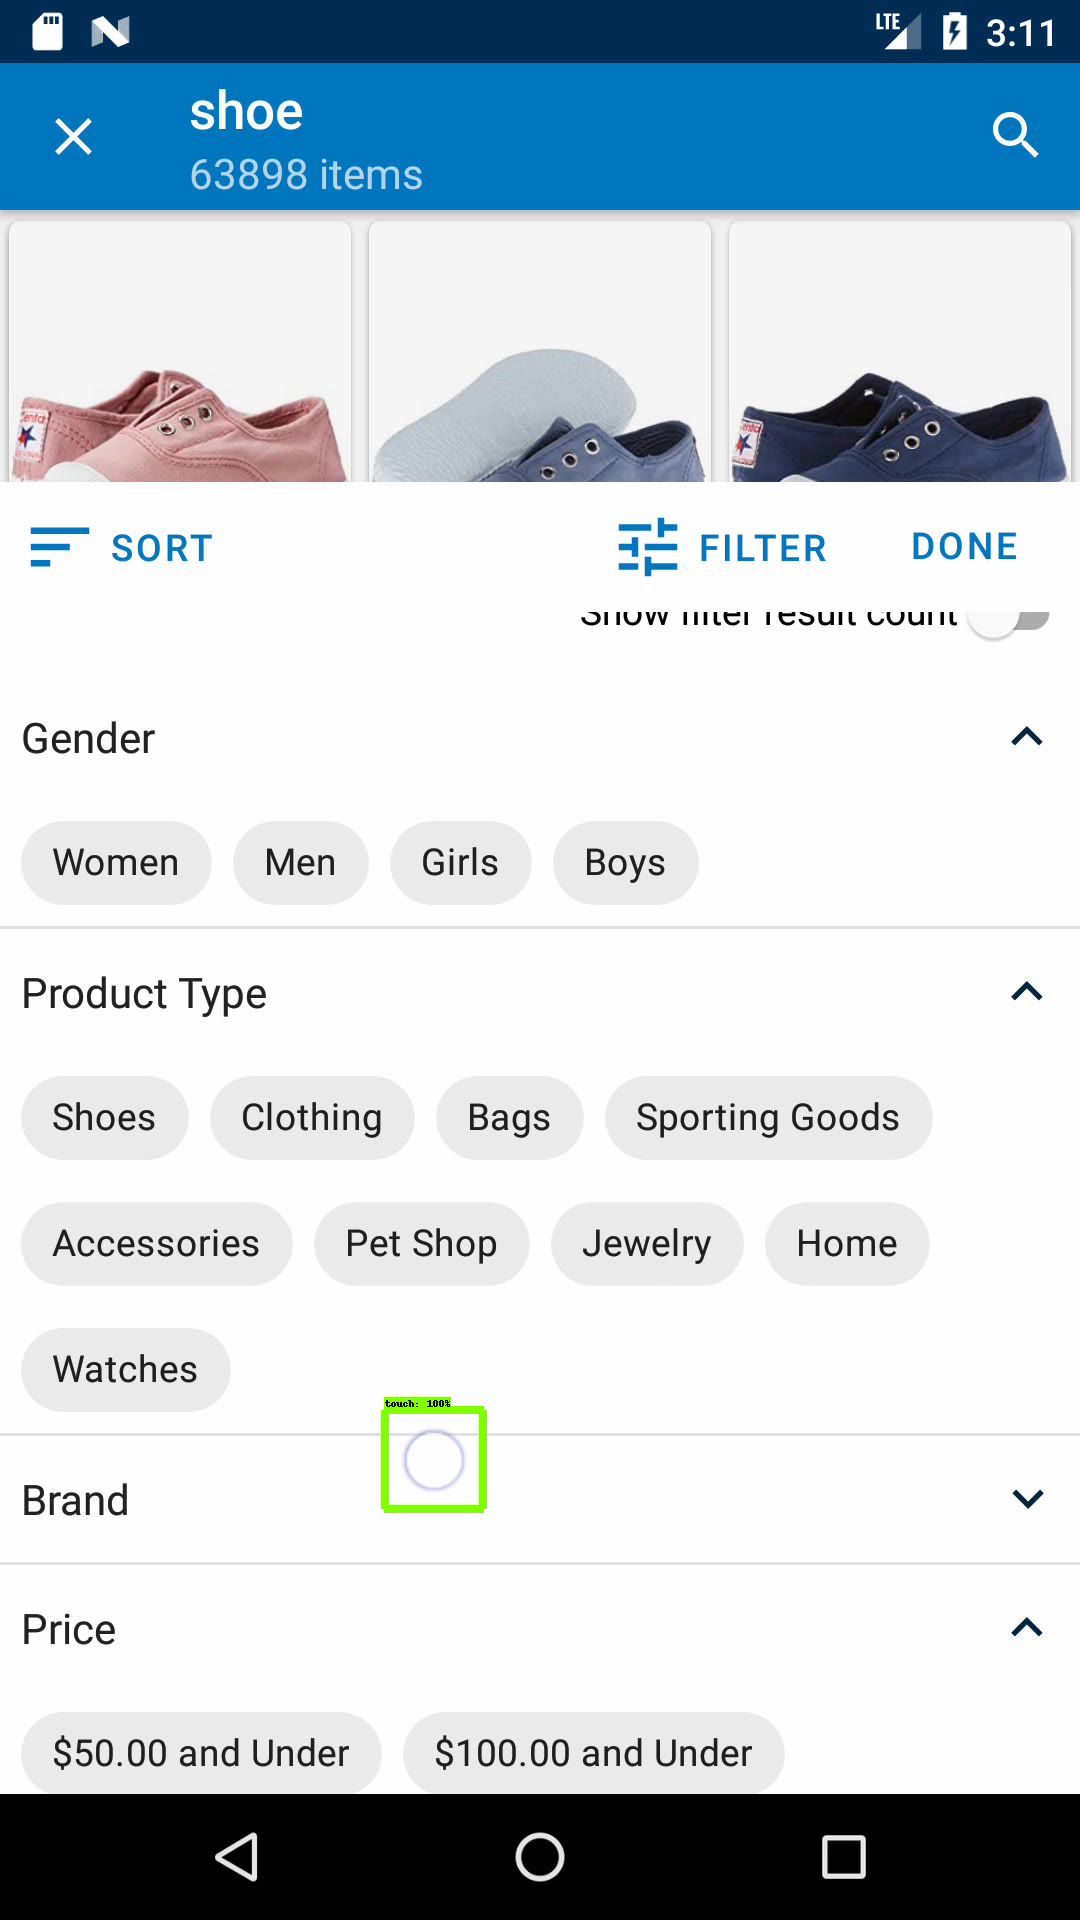 LTE 3:11
shoe
63898 items
SORT FILTER DONE
Show filter result count
Gender
Women Men Girls Boys
Product Type
Shoes Clothing Bags Sporting Goods
Accessories Pet Shop Jewelry Home
Watches
touch: 100%
Brand
Price
$50.00 and Under $100.00 and Under